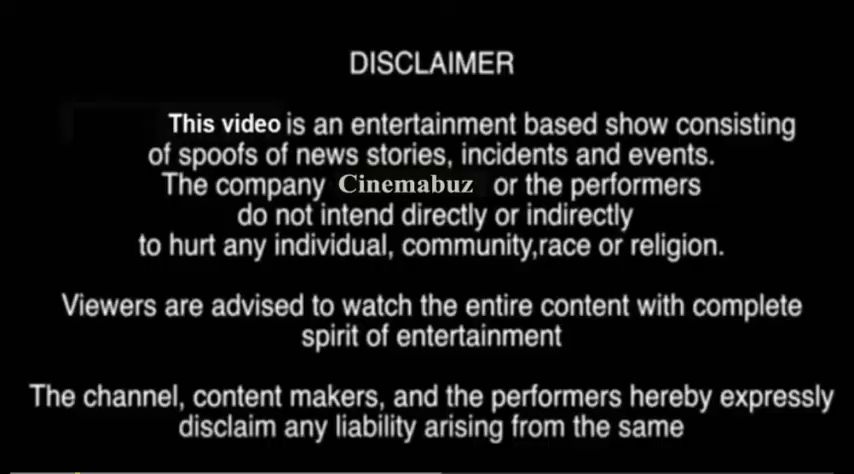 DISCLAIMER
This video is an entertainment based show consisting
of spoofs of news stories, incidents and events.
The company Cinemabuz or the performers
do not intend directly or indirectly
to hurt any individual, community,race or religion.
Viewers are advised to watch the entire content with complete
spirit of entertainment
The channel, content makers, and the performers hereby expressly
disclaim any liability arising from the same